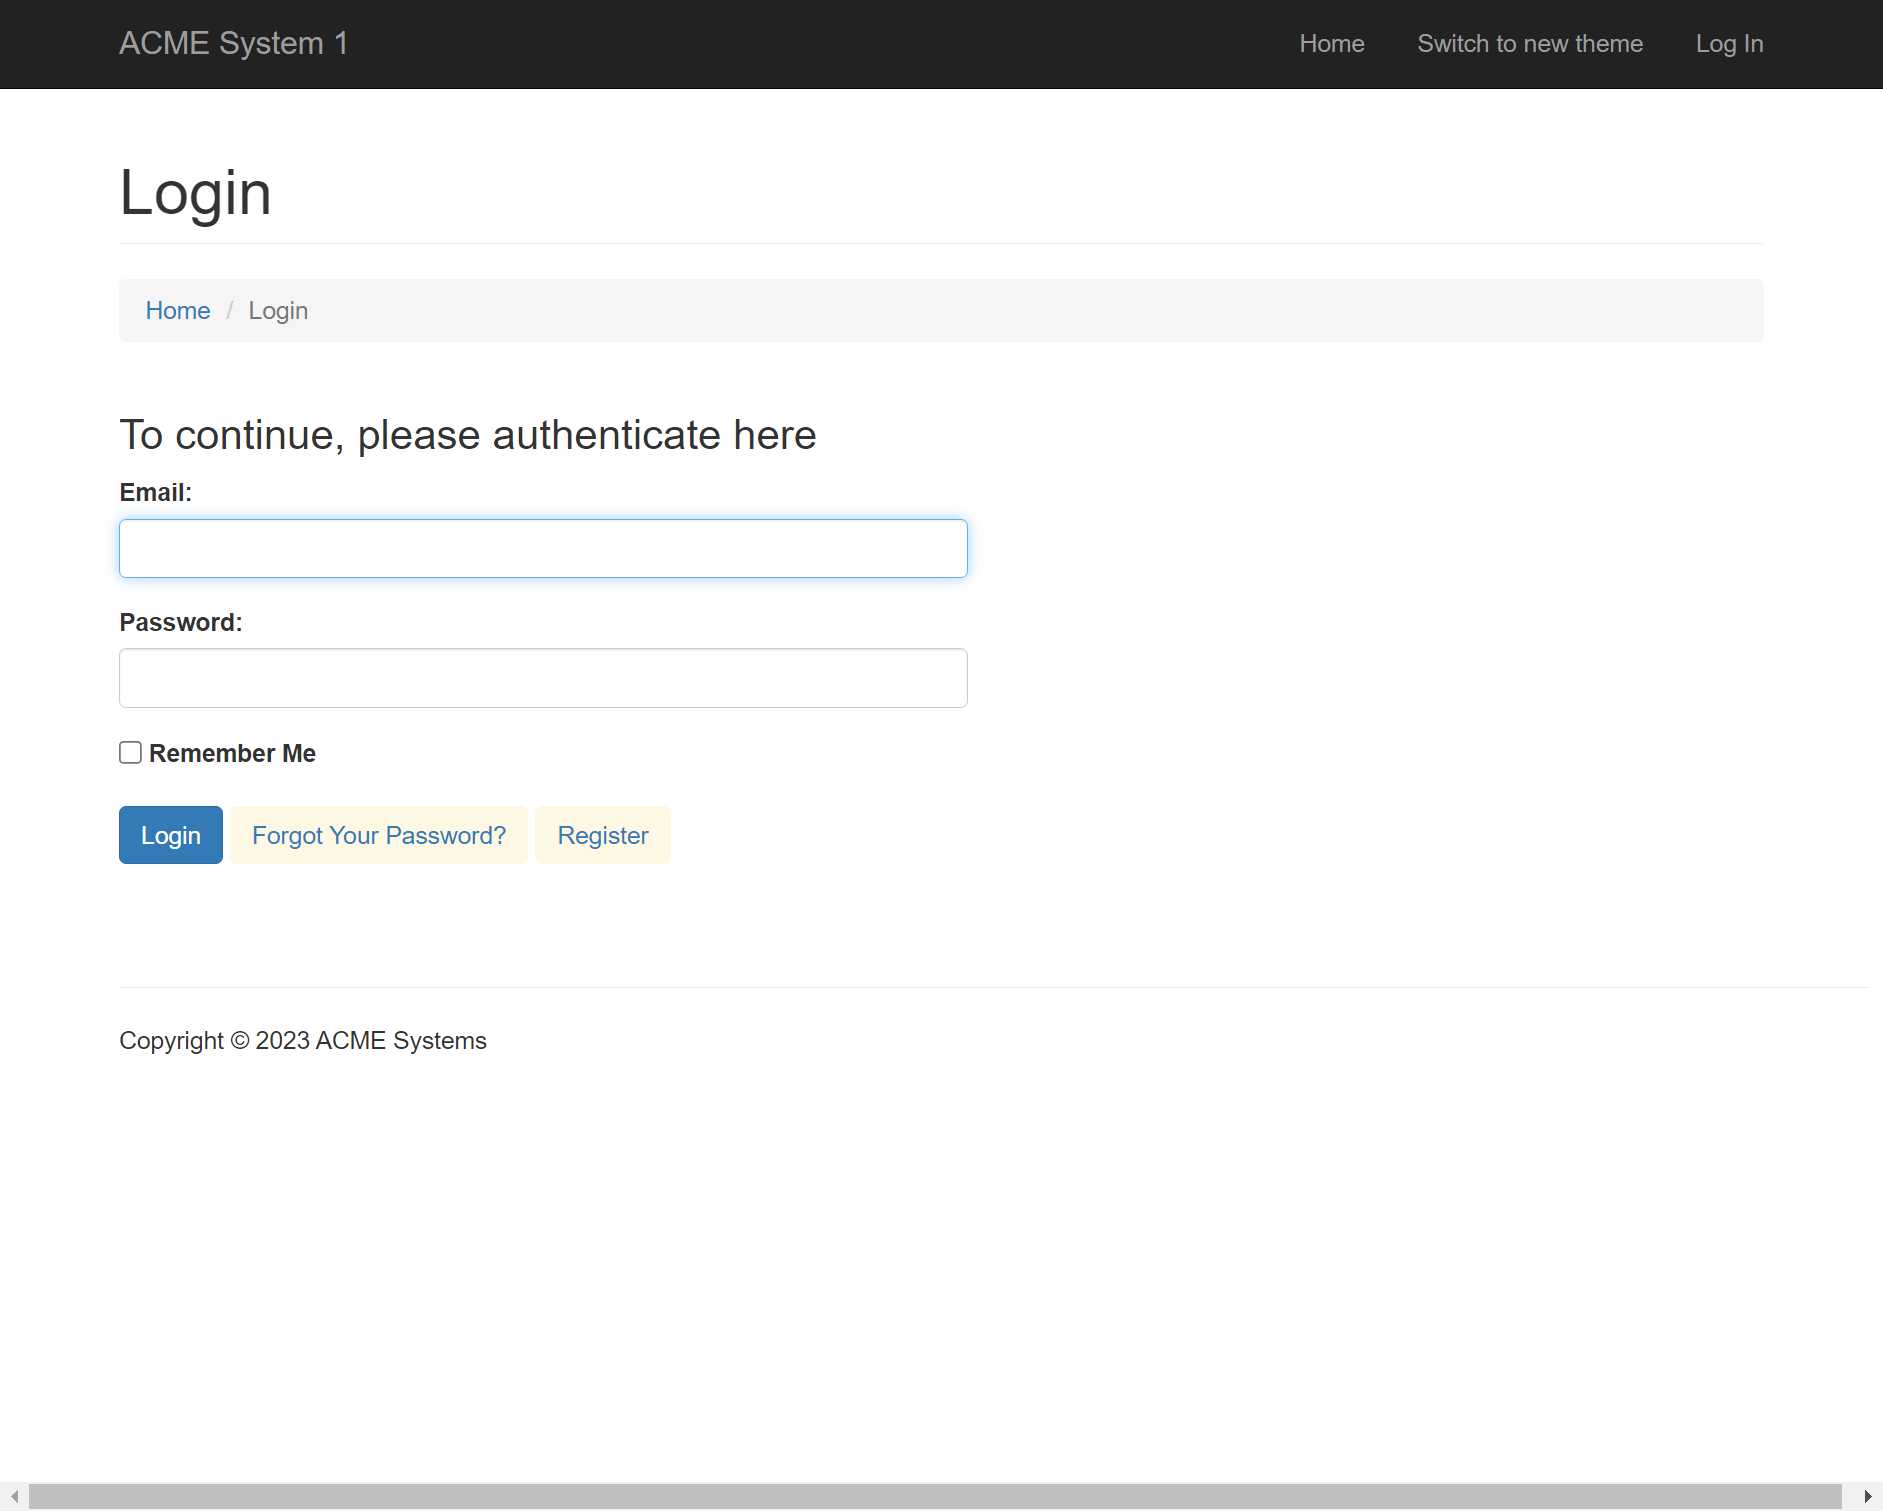 ACME System 1 Home Switch to new theme Log In
Login
Home / Login
To continue, please authenticate here
Email:
Password:
Remember Me
Login Forgot Your Password? Register
Copyright © 2023 ACME Systems